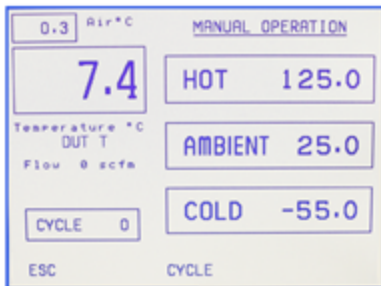 0.3 Air°C
MANUAL OPERATION
7.4
Temperature °C
DUT T
Flow 0 scfm
HOT 125.0
AMBIENT 25.0
COLD -55.0
CYCLE 0
ESC
CYCLE